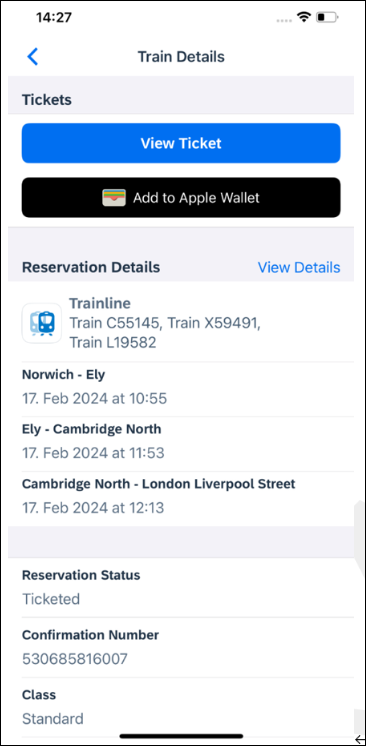 14:27
Train Details
Tickets
View Ticket
Add to Apple Wallet
Reservation Details
View Details
Trainline
Train C55145, Train X59491,
Train L19582
Norwich - Ely
17. Feb 2024 at 10:55
Ely - Cambridge North
17. Feb 2024 at 11:53
Cambridge North - London Liverpool Street
17. Feb 2024 at 12:13
Reservation Status
Ticketed
Confirmation Number
530685816007
Class
Standard